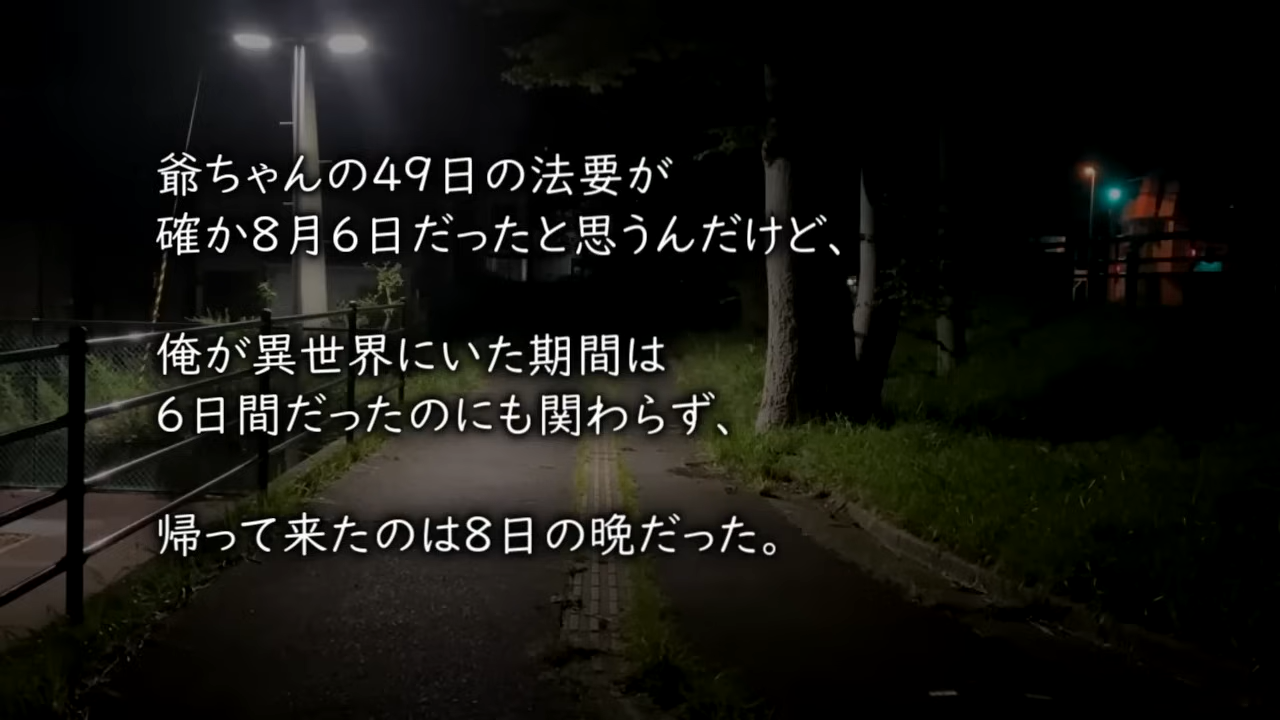 爺ちゃんの49日の法要が
確か8月6日だったと思うんだけど、
俺が異世界にいた期間は
6日間だったのにも関わらず、
帰って来たのは8日の晩だった。